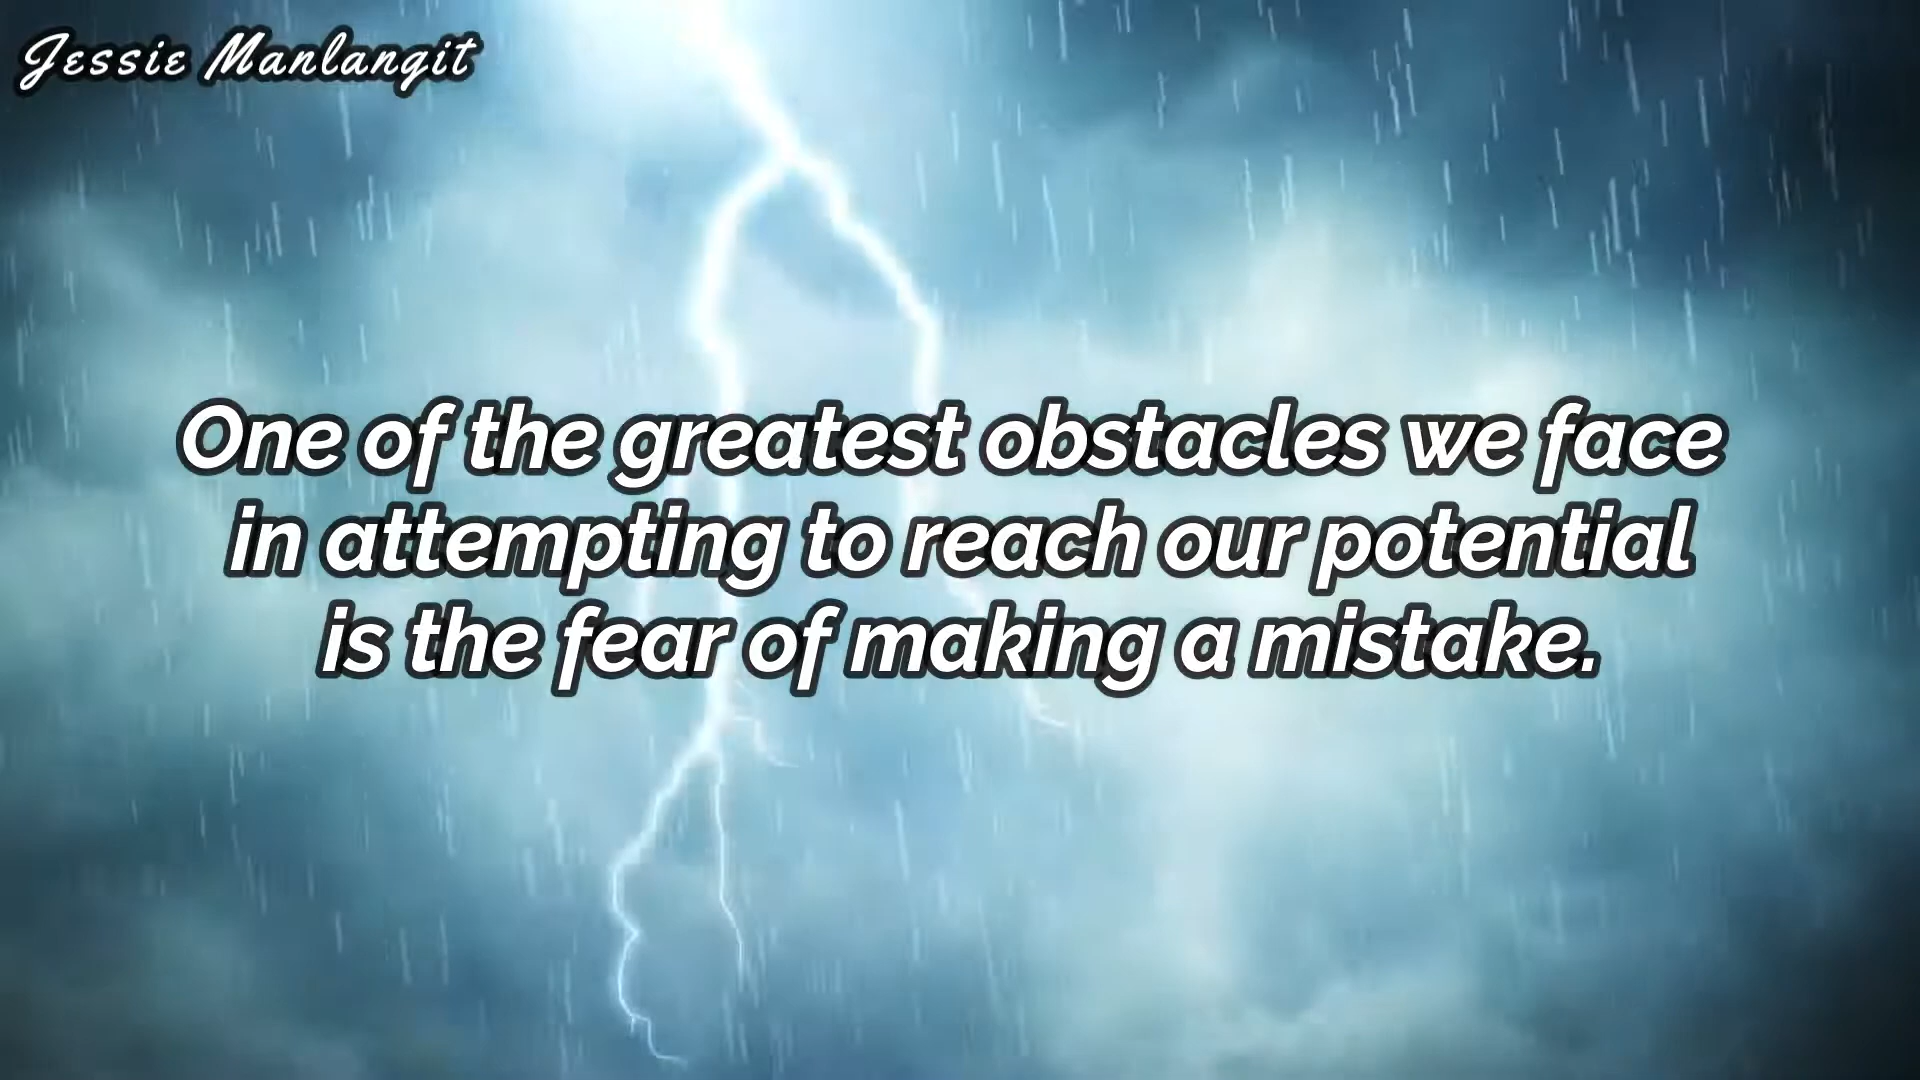 Jessie Manlangit
One of the greatest obstacles we face
in attempting to reach our potential
is the fear of making a mistake.